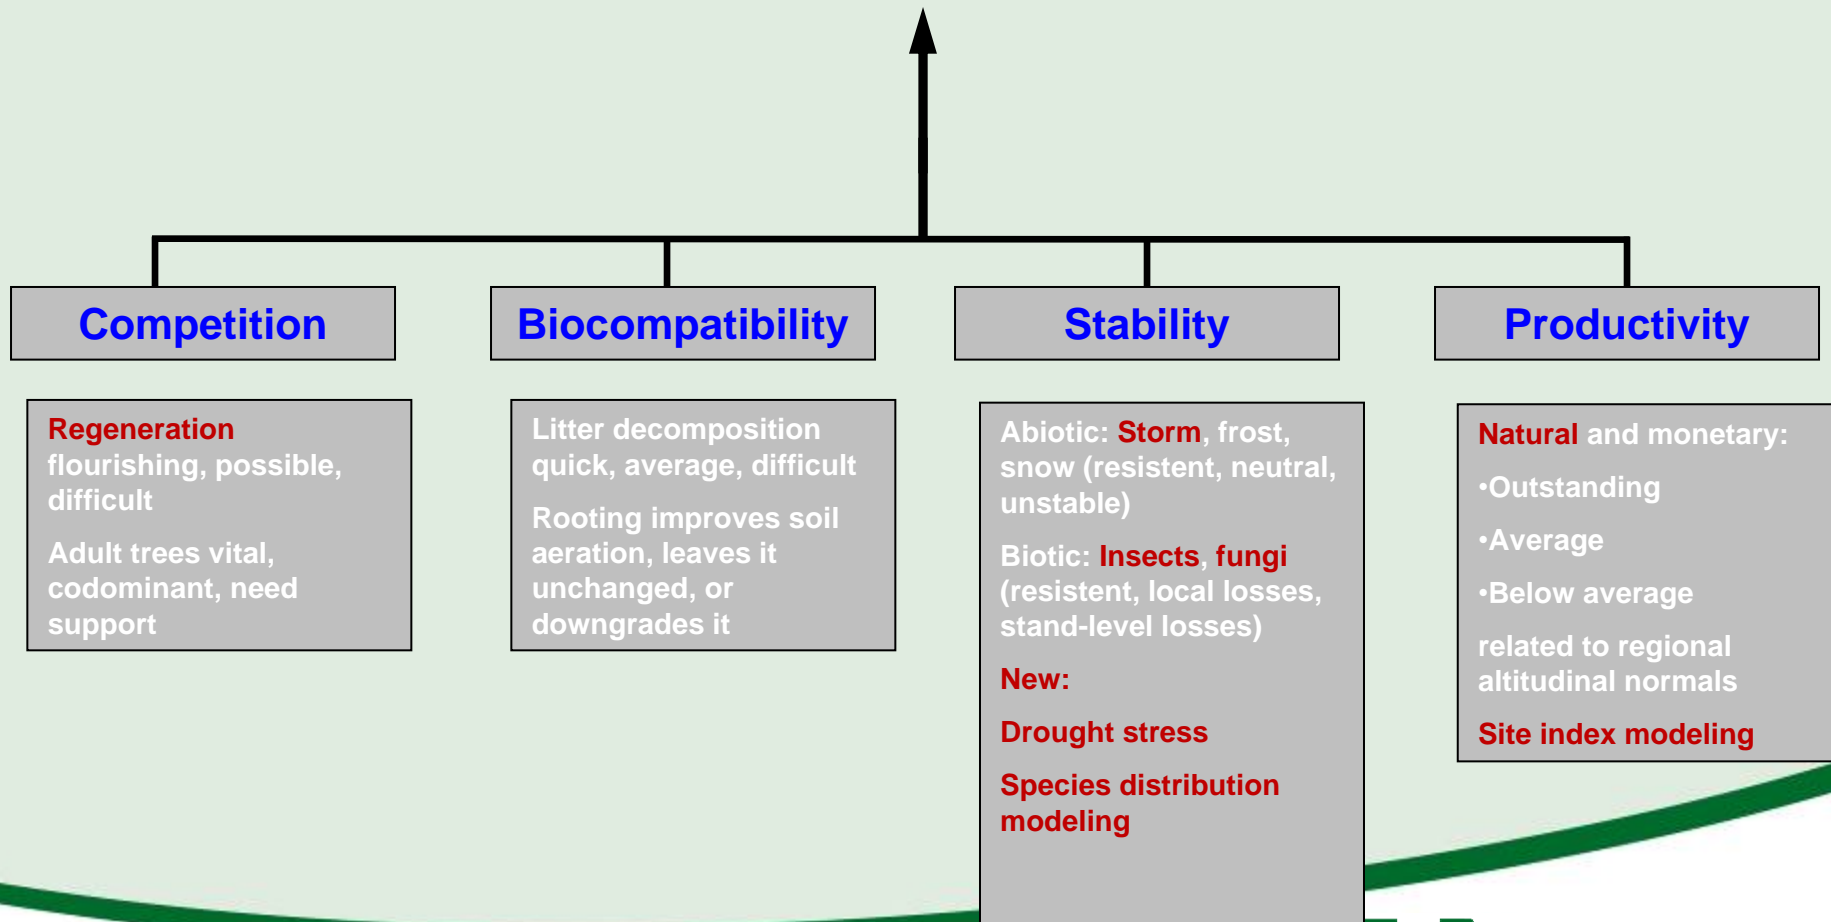 Competition
Regeneration
flourishing, possible,
difficult
Adult trees vital,
codominant, need
support
Biocompatibility
Litter decomposition
quick, average, difficult
Rooting improves soil
aeration, leaves it
unchanged, or
downgrades it
Stability
Abiotic: Storm, frost,
snow (resistent, neutral,
unstable)
Biotic: Insects, fungi
(resistent, local losses,
stand-level losses)
New:
Drought stress
Species distribution
modeling
Productivity
Natural and monetary:
•Outstanding
•Average
•Below average
related to regional
altitudinal normals
Site index modeling